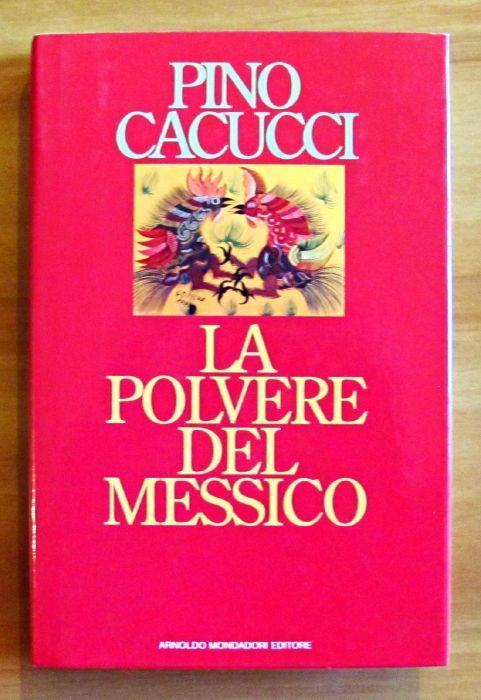 PINO
CACUCCI
LA
POLVERE
DEL
MESSICO
ARNOLDO MONDADORI EDITORE